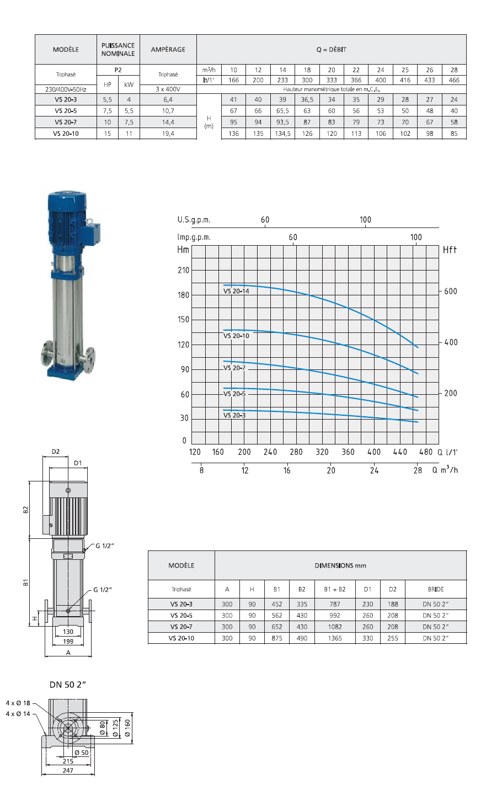 MODÈLE PUISSANCE NOMINALE AMPÉRAGE Q = DÉBIT
Triphasé P2 Triphasé m³/h 10 12 14 18 20 22 24 25 26 28
HP kW lt/1' 166 200 233 300 333 366 400 416 433 466
230/400V-50Hz 3 x 400V H (m) Hauteur manométrique totale en m.C.E.
VS 20-3 5,5 4 6,4 41 40 39 36,5 34 35 29 28 27 24
VS 20-5 7,5 5,5 10,7 67 66 65,5 63 60 56 53 50 48 40
VS 20-7 10 7,5 14,4 95 94 93,5 87 83 79 73 70 67 58
VS 20-10 15 11 19,4 136 135 134,5 126 120 113 106 102 98 85
U.S.g.p.m. 60 100
Imp.g.p.m. 60 100
Hm Hft
210
180 VS 20-14 600
150
120 VS 20-10 400
90 VS 20-7
60 VS 20-5 200
30 VS 20-3
0
120 160 200 240 280 320 360 400 440 480 Q l/1'
8 12 16 20 24 28 Q m³/h
D2
D1
B2
B1
G 1/2"
G 1/2"
H
130
199
A
MODÈLE DIMENSIONS mm
Triphasé A H B1 B2 B1 + B2 D1 D2 BRIDE
VS 20-3 300 90 452 335 787 230 188 DN 50 2"
VS 20-5 300 90 562 430 992 260 208 DN 50 2"
VS 20-7 300 90 652 430 1082 260 208 DN 50 2"
VS 20-10 300 90 875 490 1365 330 255 DN 50 2"
DN 50 2"
4 x Ø 18
4 x Ø 14
Ø 80
Ø 125
Ø 160
Ø 50
215
247